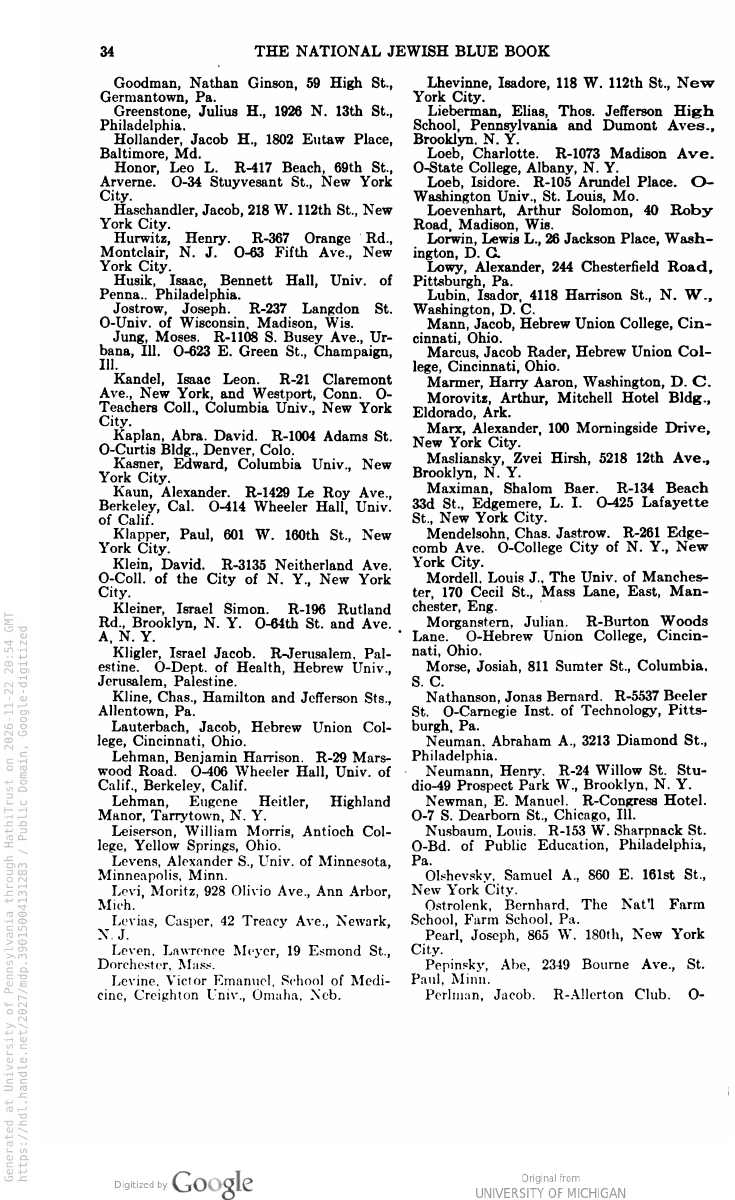 34
THE NATIONAL JEWISH BLUE BOOK
Goodman, Nathan Ginson, 59 High St.,
Germantown, Pa.
Greenstone, Julius H., 1926 N. 13th St.,
Philadelphia.
Hollander, Jacob H., 1802 Eutaw Place,
Baltimore, Md.
Honor, Leo L. R-417 Beach, 69th St.,
Arverne. O-34 Stuyvesant St., New York
City.
Haschandler, Jacob, 218 W. 112th St., New
York City.
Hurwitz, Henry. R-367 Orange Rd.,
Montclair, N. J. O-63 Fifth Ave., New
York City.
Husik, Isaac, Bennett Hall, Univ. of
Penna.. Philadelphia.
Jostrow, Joseph. R-237 Langdon St.
O-Univ. of Wisconsin, Madison, Wis.
Jung, Moses. R-1108 S. Busey Ave., Ur-
bana, Ill. O-623 E. Green St., Champaign,
Ill.
Kandel, Isaac Leon. R-21 Claremont
Ave., New York, and Westport, Conn. O-
Teachers Coll., Columbia Univ., New York
City.
Kaplan, Abra. David. R-1004 Adams St.
O-Curtis Bldg., Denver, Colo.
Kasner, Edward, Columbia Univ., New
York City.
Kaun, Alexander. R-1429 Le Roy Ave.,
Berkeley, Cal. O-414 Wheeler Hall, Univ.
of Calif.
Klapper, Paul, 601 W. 160th St., New
York City.
Klein, David. R-3135 Neitherland Ave.
O-Coll. of the City of N. Y., New York
City.
Kleiner, Israel Simon. R-196 Rutland
Rd., Brooklyn, N. Y. O-64th St. and Ave.
A, N. Y.
Kligler, Israel Jacob. R-Jerusalem, Pal-
estine. O-Dept. of Health, Hebrew Univ.,
Jerusalem, Palestine.
Kline, Chas., Hamilton and Jefferson Sts.,
Allentown, Pa.
Lauterbach, Jacob, Hebrew Union Col-
lege, Cincinnati, Ohio.
Lehman, Benjamin Harrison. R-29 Mars-
wood Road. O-406 Wheeler Hall, Univ. of
Calif., Berkeley, Calif.
Lehman, Eugene Heitler, Highland
Manor, Tarrytown, N. Y.
Leiserson, William Morris, Antioch Col-
lege, Yellow Springs, Ohio.
Levens, Alexander S., Univ. of Minnesota,
Minneapolis, Minn.
Levi, Moritz, 928 Olivio Ave., Ann Arbor,
Mich.
Levias, Casper, 42 Treacy Ave., Newark,
N. J.
Leven, Lawrence Meyer, 19 Esmond St.,
Dorchester, Mass.
Levine, Victor Emanuel, School of Medi-
cine, Creighton Univ., Omaha, Neb.
Lhevinne, Isadore, 118 W. 112th St., New
York City.
Lieberman, Elias, Thos. Jefferson High
School, Pennsylvania and Dumont Aves.,
Brooklyn, N. Y.
Loeb, Charlotte. R-1073 Madison Ave.
O-State College, Albany, N. Y.
Loeb, Isidore. R-105 Arundel Place. O-
Washington Univ., St. Louis, Mo.
Loevenhart, Arthur Solomon, 40 Roby
Road, Madison, Wis.
Lorwin, Lewis L., 26 Jackson Place, Wash-
ington, D. C.
Lowy, Alexander, 244 Chesterfield Road,
Pittsburgh, Pa.
Lubin, Isador, 4118 Harrison St., N. W.,
Washington, D. C.
Mann, Jacob, Hebrew Union College, Cin-
cinnati, Ohio.
Marcus, Jacob Rader, Hebrew Union Col-
lege, Cincinnati, Ohio.
Marmer, Harry Aaron, Washington, D. C.
Morovitz, Arthur, Mitchell Hotel Bldg.,
Eldorado, Ark.
Marx, Alexander, 100 Morningside Drive,
New York City.
Masliansky, Zvei Hirsh, 5218 12th Ave.,
Brooklyn, N. Y.
Maximan, Shalom Baer. R-134 Beach
33d St., Edgemere, L. I. O-425 Lafayette
St., New York City.
Mendelsohn, Chas. Jastrow. R-261 Edge-
comb Ave. O-College City of N. Y., New
York City.
Mordell, Louis J., The Univ. of Manches-
ter, 170 Cecil St., Mass Lane, East, Man-
chester, Eng.
Morganstern, Julian. R-Burton Woods
Lane. O-Hebrew Union College, Cincin-
nati, Ohio.
Morse, Josiah, 811 Sumter St., Columbia,
S. C.
Nathanson, Jonas Bernard. R-5537 Beeler
St. O-Carnegie Inst. of Technology, Pitts-
burgh, Pa.
Neuman, Abraham A., 3213 Diamond St.,
Philadelphia.
Neumann, Henry. R-24 Willow St. Stu-
dio-49 Prospect Park W., Brooklyn, N. Y.
Newman, E. Manuel. R-Congress Hotel.
O-7 S. Dearborn St., Chicago, Ill.
Nusbaum, Louis. R-153 W. Sharpnack St.
O-Bd. of Public Education, Philadelphia,
Pa.
Olshevsky, Samuel A., 860 E. 161st St.,
New York City.
Ostrolenk, Bernhard, The Nat'l Farm
School, Farm School, Pa.
Pearl, Joseph, 865 W. 180th, New York
City.
Pepinsky, Abe, 2349 Bourne Ave., St.
Paul, Minn.
Perlman, Jacob. R-Allerton Club. O-
Generated at University of Pennsylvania through HathiTrust on 2026-11-22 20:54 GMT
https://hdl.handle.net/2027/mdp.39015004131283 / Public Domain, Google-digitized
Digitized by Google
Original from
UNIVERSITY OF MICHIGAN